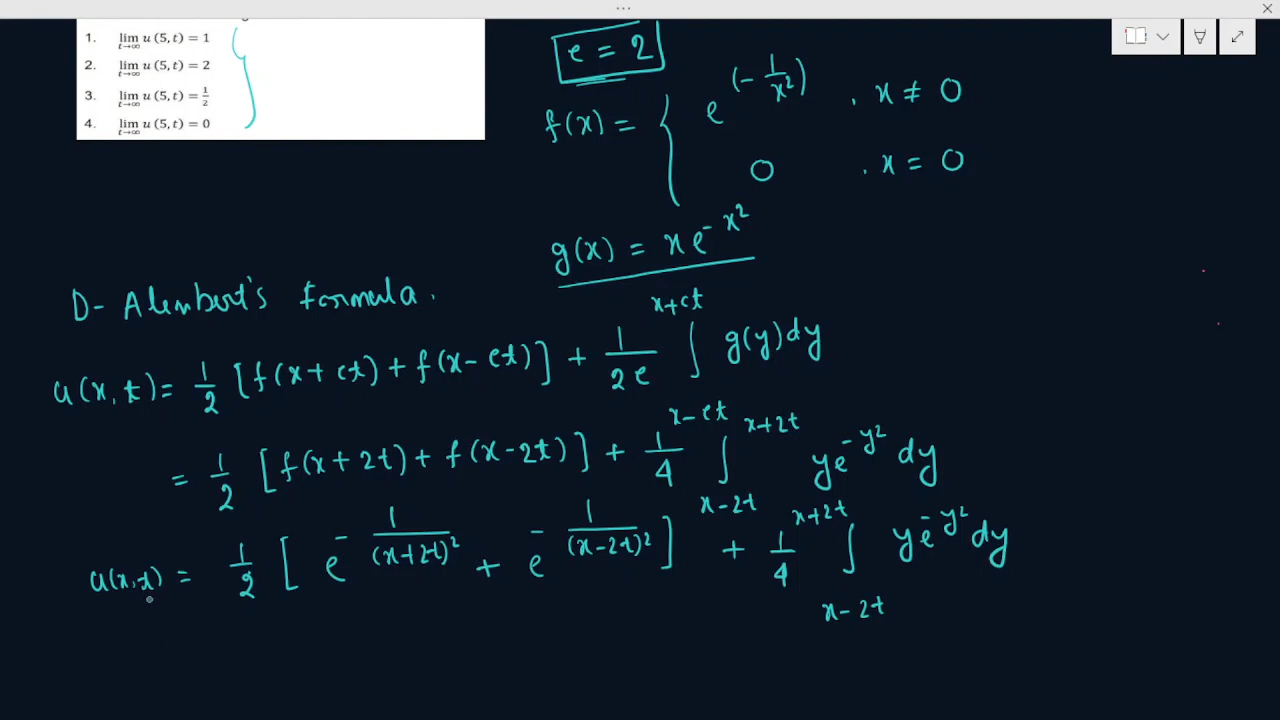 1. lim t→∞ u (5, t) = 1
2. lim t→∞ u (5, t) = 2
3. lim t→∞ u (5, t) = 1/2
4. lim t→∞ u (5, t) = 0
c = 2
f(x) = { e^(-1/x²) , x ≠ 0
0 , x = 0
g(x) = x e^-x²
D- Alembert's Formula.
u(x,t) = 1/2 [f(x+ct) + f(x-ct)] + 1/2c ∫_{x-ct}^{x+ct} g(y)dy
= 1/2 [f(x+2t) + f(x-2t)] + 1/4 ∫_{x-2t}^{x+2t} y e^-y² dy
u(x,t) = 1/2 [ e^-1/(x+2t)² + e^-1/(x-2t)² ] + 1/4 ∫_{x-2t}^{x+2t} y e^-y² dy